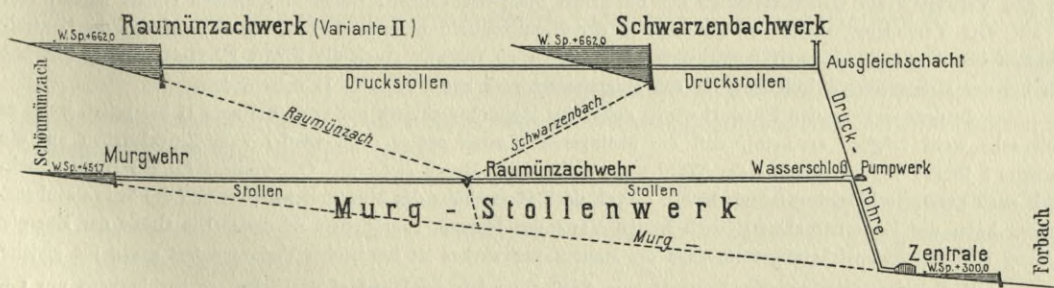 Raumünzachwerk (Variante II)
Schwarzenbachwerk
W.Sp.+662.0
W.Sp.+662.0
Druckstollen
Druckstollen
Ausgleichschacht
Schönmünzach
Raumünzach
Schwarzenbach
Druck-
rohre
W.Sp.+451.7
Murgwehr
Raumünzachwehr
Wasserschloß
Pumpwerk
Stollen
Stollen
Murg - Stollenwerk
Murg
Zentrale
W.Sp.+300,0
Forbach